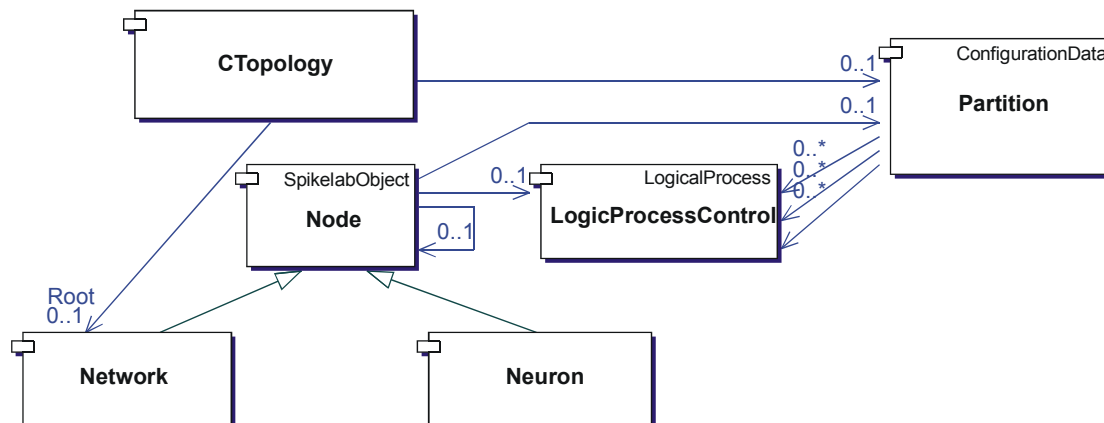 CTopology
ConfigurationData
Partition
0..1
0..1
SpikelabObject
Node
0..1
0..1
LogicalProcess
LogicProcessControl
0..*
0..*
0..*
Root
0..1
Network
Neuron